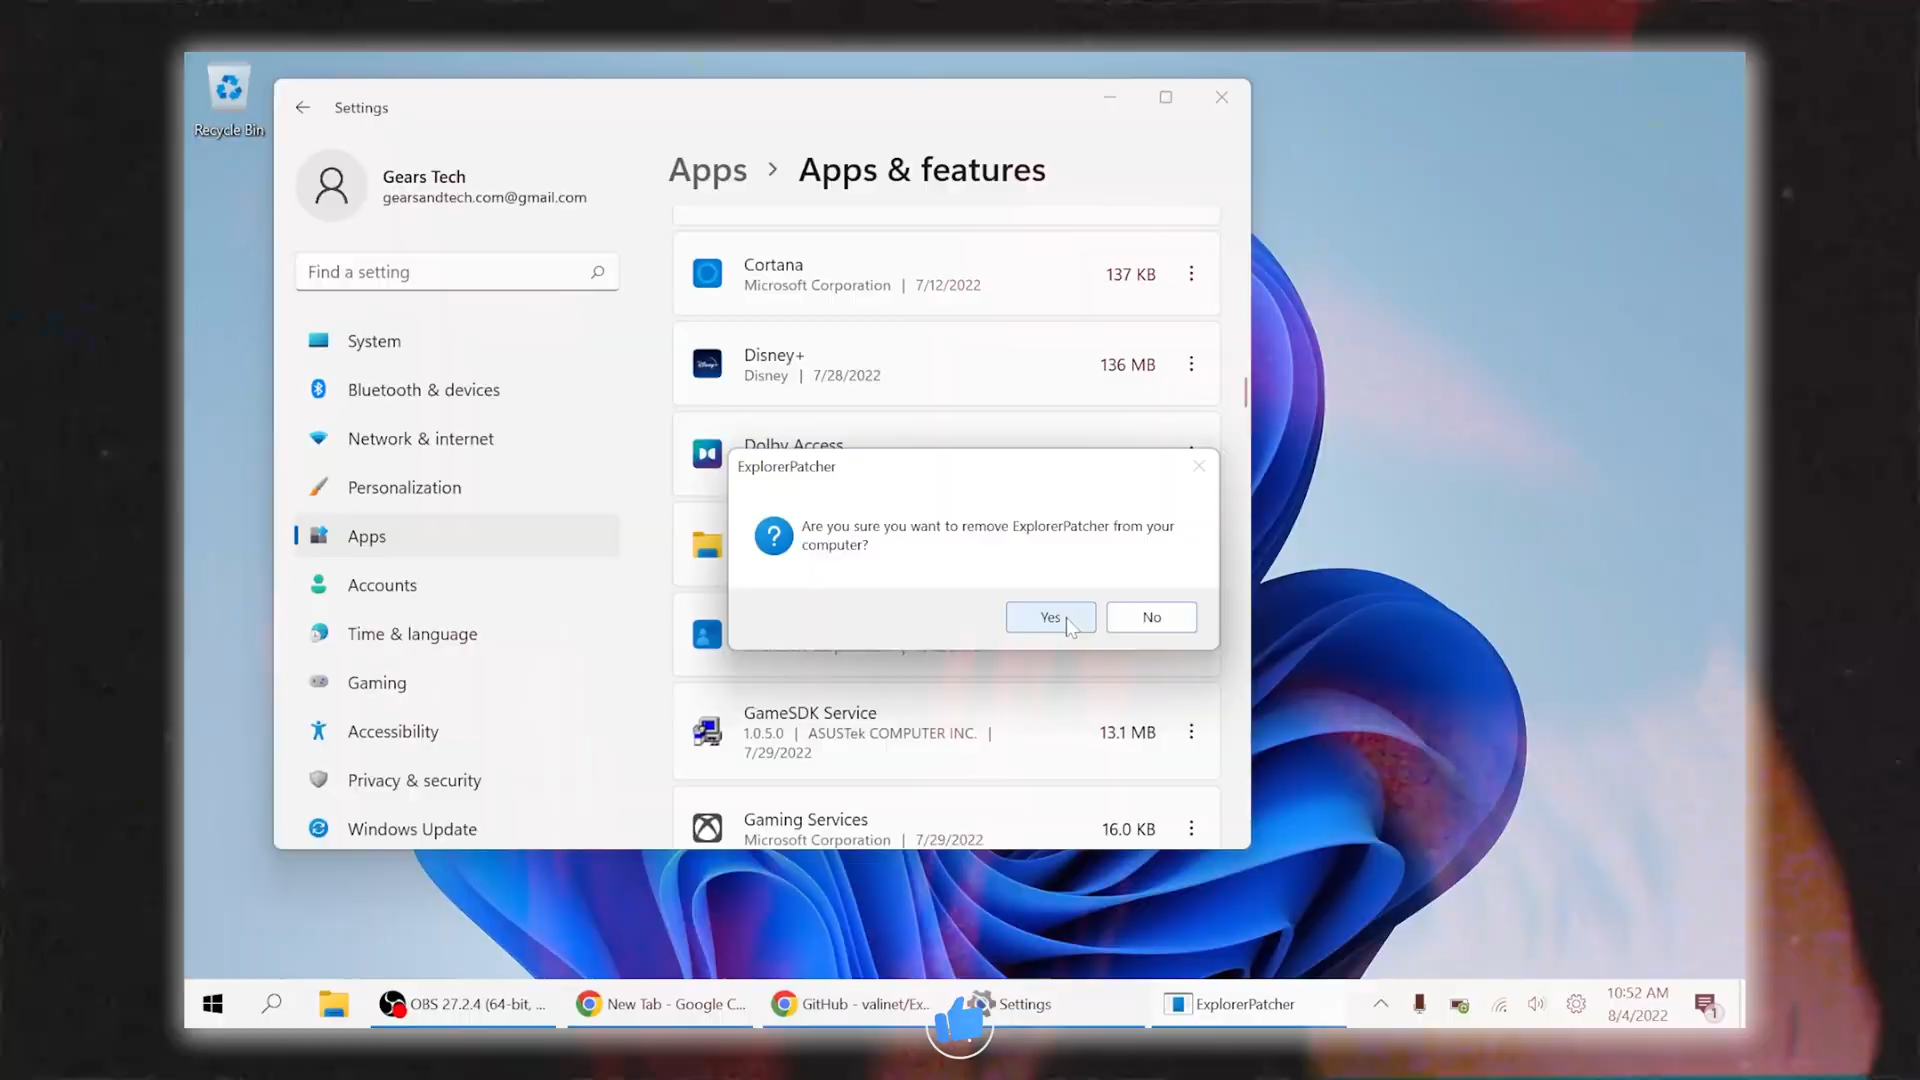 Recycle Bin
Settings
Gears Tech
gearsandtech.com@gmail.com
Find a setting
System
Bluetooth & devices
Network & internet
Personalization
Apps
Accounts
Time & language
Gaming
Accessibility
Privacy & security
Windows Update
Apps > Apps & features
Cortana
Microsoft Corporation | 7/12/2022
137 KB
Disney+
Disney | 7/28/2022
136 MB
Dolby Access
ExplorerPatcher
Are you sure you want to remove ExplorerPatcher from your
computer?
Yes
No
GameSDK Service
1.0.5.0 | ASUSTek COMPUTER INC. |
7/29/2022
13.1 MB
Gaming Services
Microsoft Corporation | 7/29/2022
16.0 KB
OBS 27.2.4 (64-bit, ...
New Tab - Google C...
GitHub - valinet/Ex...
Settings
ExplorerPatcher
10:52 AM
8/4/2022
1